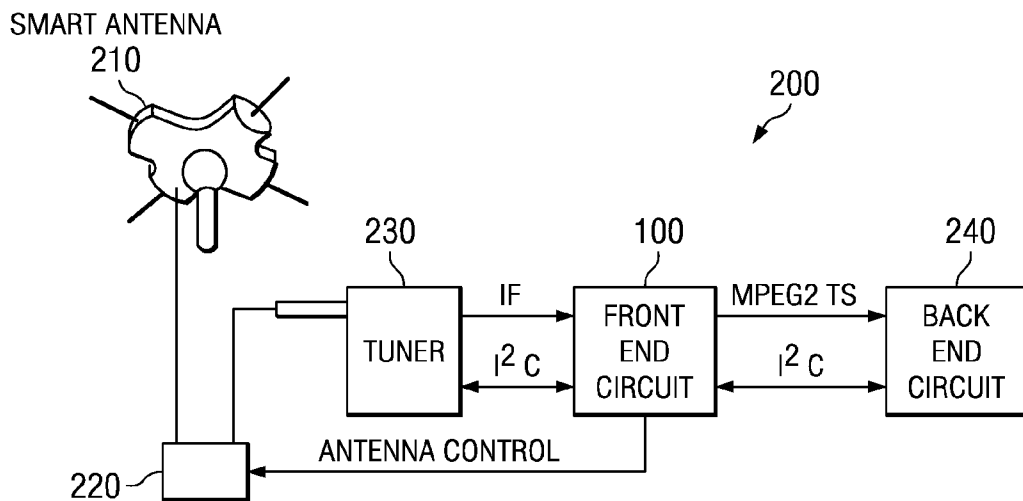 SMART ANTENNA
210
200
230
100
240
TUNER
IF
I² C
FRONT
END
CIRCUIT
MPEG2 TS
I² C
BACK
END
CIRCUIT
ANTENNA CONTROL
220